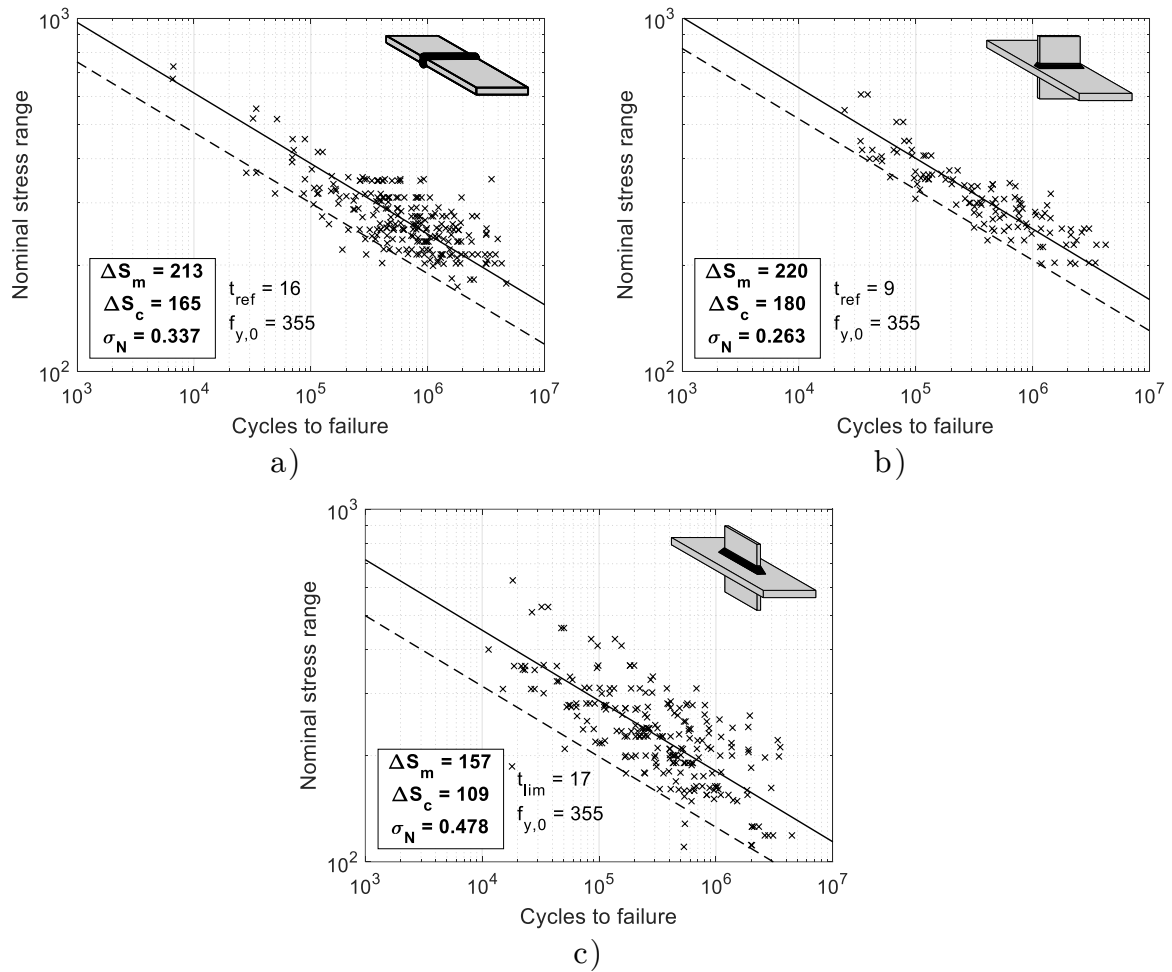 10^3
10^2
10^3 10^4 10^5 10^6 10^7
Nominal stress range
Cycles to failure
ΔS_m = 213
ΔS_c = 165
σ_N = 0.337
t_ref = 16
f_y,0 = 355
a)
10^3
10^2
10^3 10^4 10^5 10^6 10^7
Nominal stress range
Cycles to failure
ΔS_m = 220
ΔS_c = 180
σ_N = 0.263
t_ref = 9
f_y,0 = 355
b)
10^3
10^2
10^3 10^4 10^5 10^6 10^7
Nominal stress range
Cycles to failure
ΔS_m = 157
ΔS_c = 109
σ_N = 0.478
t_lim = 17
f_y,0 = 355
c)